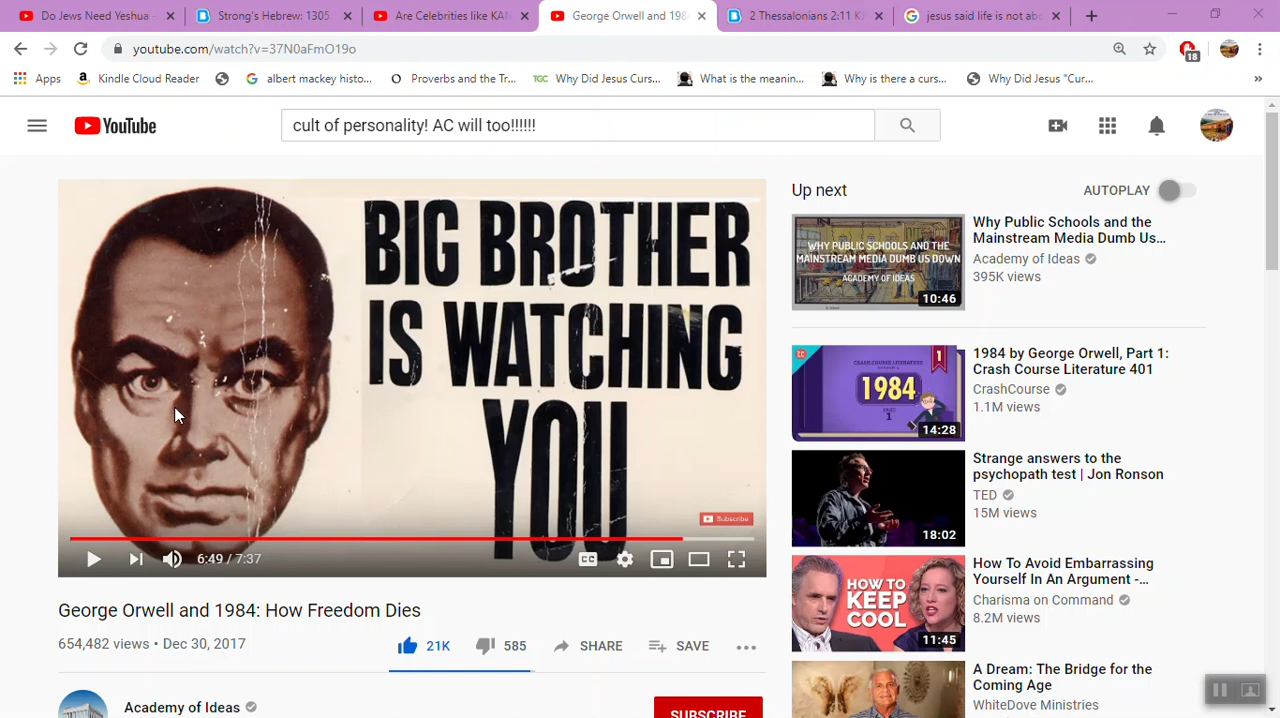 Do Jews Need Yeshua -
Strong's Hebrew: 1305.
Are Celebrities like KAN
George Orwell and 1984
2 Thessalonians 2:11 KJ
jesus said life is not abo
youtube.com/watch?v=37N0aFmO19o
18
Apps
Kindle Cloud Reader
albert mackey histo...
Proverbs and the Tr...
TGC Why Did Jesus Curs...
What is the meanin...
Why is there a curs...
Why Did Jesus "Cur...
YouTube
cult of personality! AC will too!!!!!!
BIG BROTHER
IS WATCHING
YOU
Subscribe
6:49 / 7:37
CC
George Orwell and 1984: How Freedom Dies
654,482 views • Dec 30, 2017
21K
585
SHARE
SAVE
Academy of Ideas
SUBSCRIBE
Up next
AUTOPLAY
WHY PUBLIC SCHOOLS AND THE
MAINSTREAM MEDIA DUMB US DOWN
ACADEMY OF IDEAS
10:46
Why Public Schools and the
Mainstream Media Dumb Us...
Academy of Ideas
395K views
CRASH COURSE LITERATURE
1
1984
14:28
1984 by George Orwell, Part 1:
Crash Course Literature 401
CrashCourse
1.1M views
18:02
Strange answers to the
psychopath test | Jon Ronson
TED
15M views
HOW TO
KEEP
COOL
11:45
How To Avoid Embarrassing
Yourself In An Argument -...
Charisma on Command
8.2M views
A Dream: The Bridge for the
Coming Age
WhiteDove Ministries